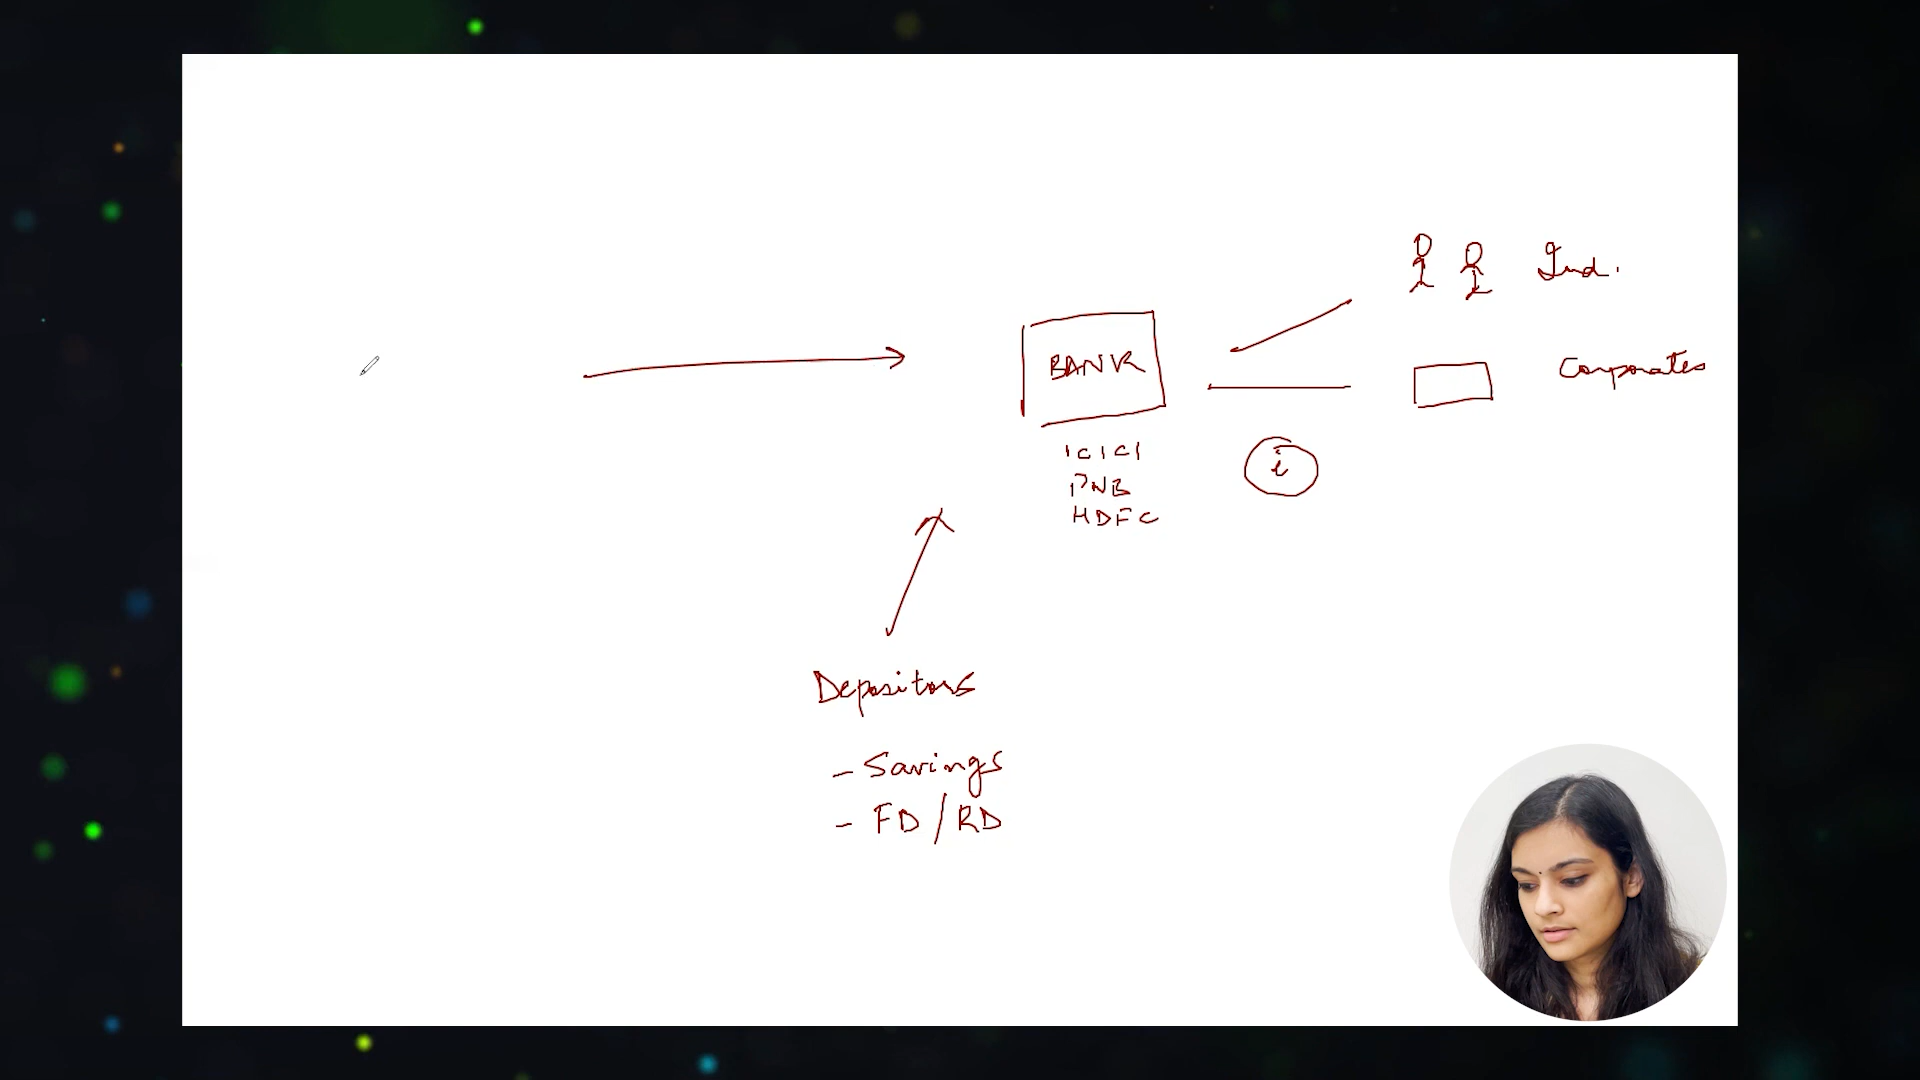 Ind.
BANK
Corporates
ICICI
PNB
HDFC
i
Depositors
- Savings
- FD/RD